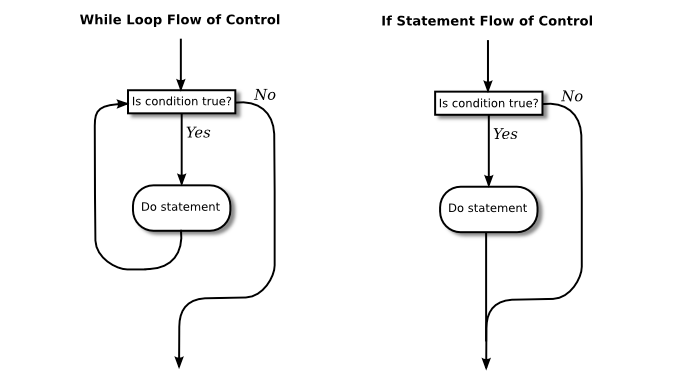 While Loop Flow of Control
Is condition true?
No
Yes
Do statement
If Statement Flow of Control
Is condition true?
No
Yes
Do statement